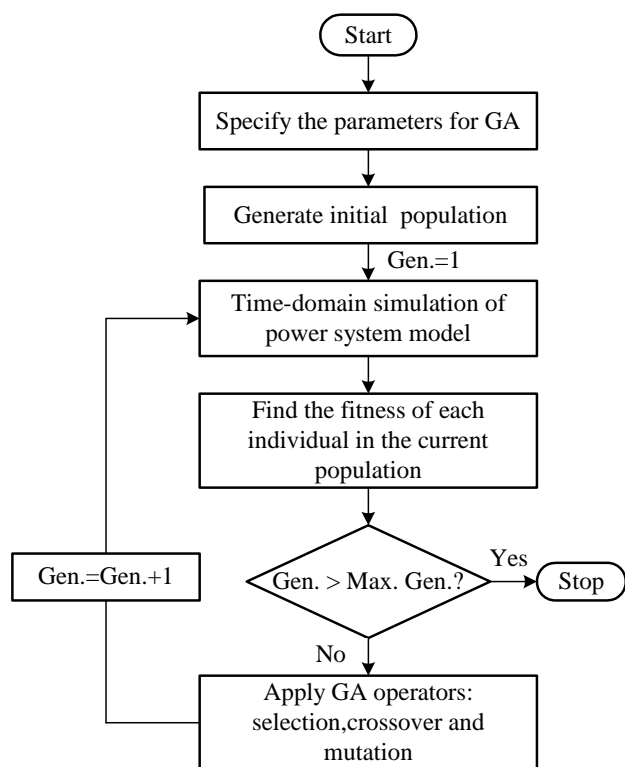 Start
Specify the parameters for GA
Generate initial population
Gen.=1
Time-domain simulation of
power system model
Find the fitness of each
individual in the current
population
Gen. > Max. Gen.?
Yes
Stop
Gen.=Gen.+1
No
Apply GA operators:
selection,crossover and
mutation